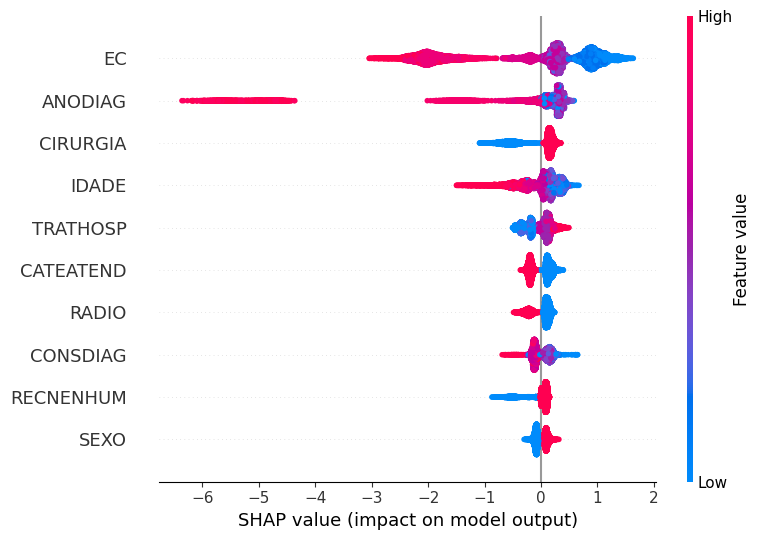 High
EC
ANODIAG
CIRURGIA
IDADE
TRATHOSP
CATEATEND
RADIO
CONSDIAG
RECNENHUM
SEXO
Feature value
Low
−6 −5 −4 −3 −2 −1 0 1 2
SHAP value (impact on model output)